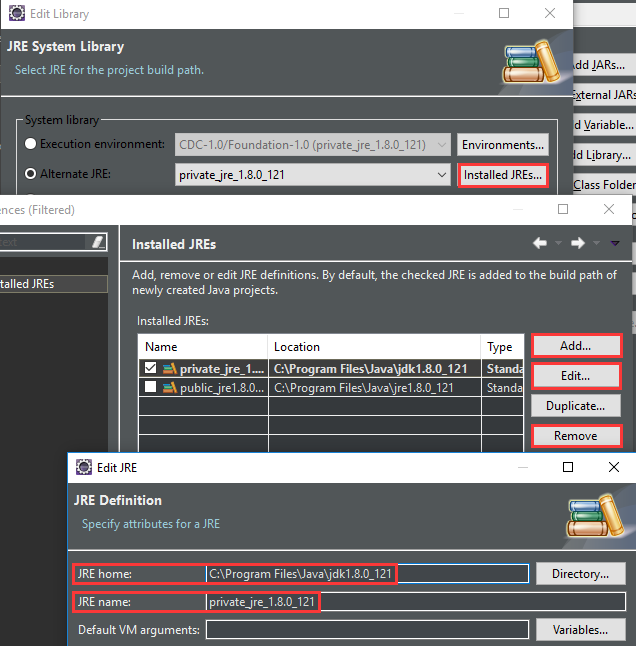 Edit Library
JRE System Library
Select JRE for the project build path.
System library
Execution environment:
CDC-1.0/Foundation-1.0 (private_jre_1.8.0_121)
Environments...
Alternate JRE:
private_jre_1.8.0_121
Installed JREs...
dd JARs...
External JARs
d Variable...
dd Library...
Class Folder
ences (Filtered)
text
talled JREs
Installed JREs
Add, remove or edit JRE definitions. By default, the checked JRE is added to the build path of
newly created Java projects.
Installed JREs:
Name Location Type
private_jre_1.... C:\Program Files\Java\jdk1.8.0_121 Standa
public_jre1.8.0... C:\Program Files\Java\jre1.8.0_121 Standa
Add...
Edit...
Duplicate...
Remove
Edit JRE
JRE Definition
Specify attributes for a JRE
JRE home: C:\Program Files\Java\jdk1.8.0_121 Directory...
JRE name: private_jre_1.8.0_121
Default VM arguments: Variables...